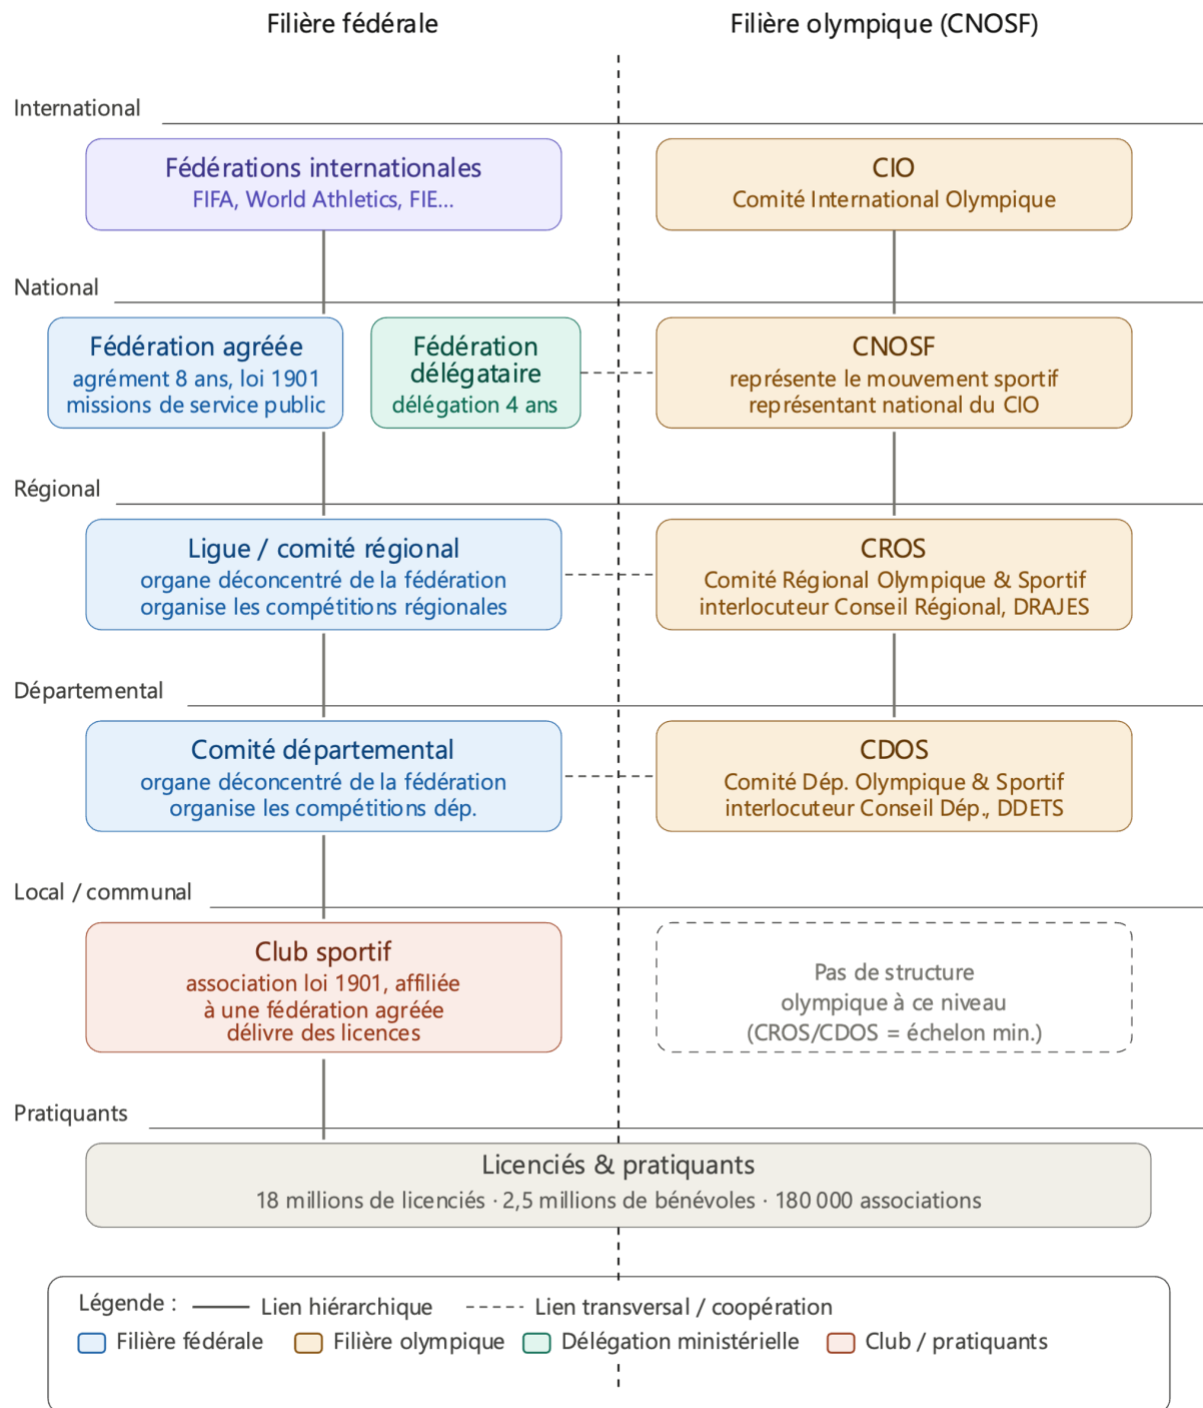 Filière fédérale
Filière olympique (CNOSF)
International
Fédérations internationales
FIFA, World Athletics, FIE...
CIO
Comité International Olympique
National
Fédération agréée
agrément 8 ans, loi 1901
missions de service public
Fédération
délégataire
délégation 4 ans
CNOSF
représente le mouvement sportif
représentant national du CIO
Régional
Ligue / comité régional
organe déconcentré de la fédération
organise les compétitions régionales
CROS
Comité Régional Olympique & Sportif
interlocuteur Conseil Régional, DRAJES
Départemental
Comité départemental
organe déconcentré de la fédération
organise les compétitions dép.
CDOS
Comité Dép. Olympique & Sportif
interlocuteur Conseil Dép., DDETS
Local / communal
Club sportif
association loi 1901, affiliée
à une fédération agréée
délivre des licences
Pas de structure
olympique à ce niveau
(CROS/CDOS = échelon min.)
Pratiquants
Licenciés & pratiquants
18 millions de licenciés · 2,5 millions de bénévoles · 180 000 associations
Légende :
Lien hiérarchique
Lien transversal / coopération
Filière fédérale
Filière olympique
Délégation ministérielle
Club / pratiquants